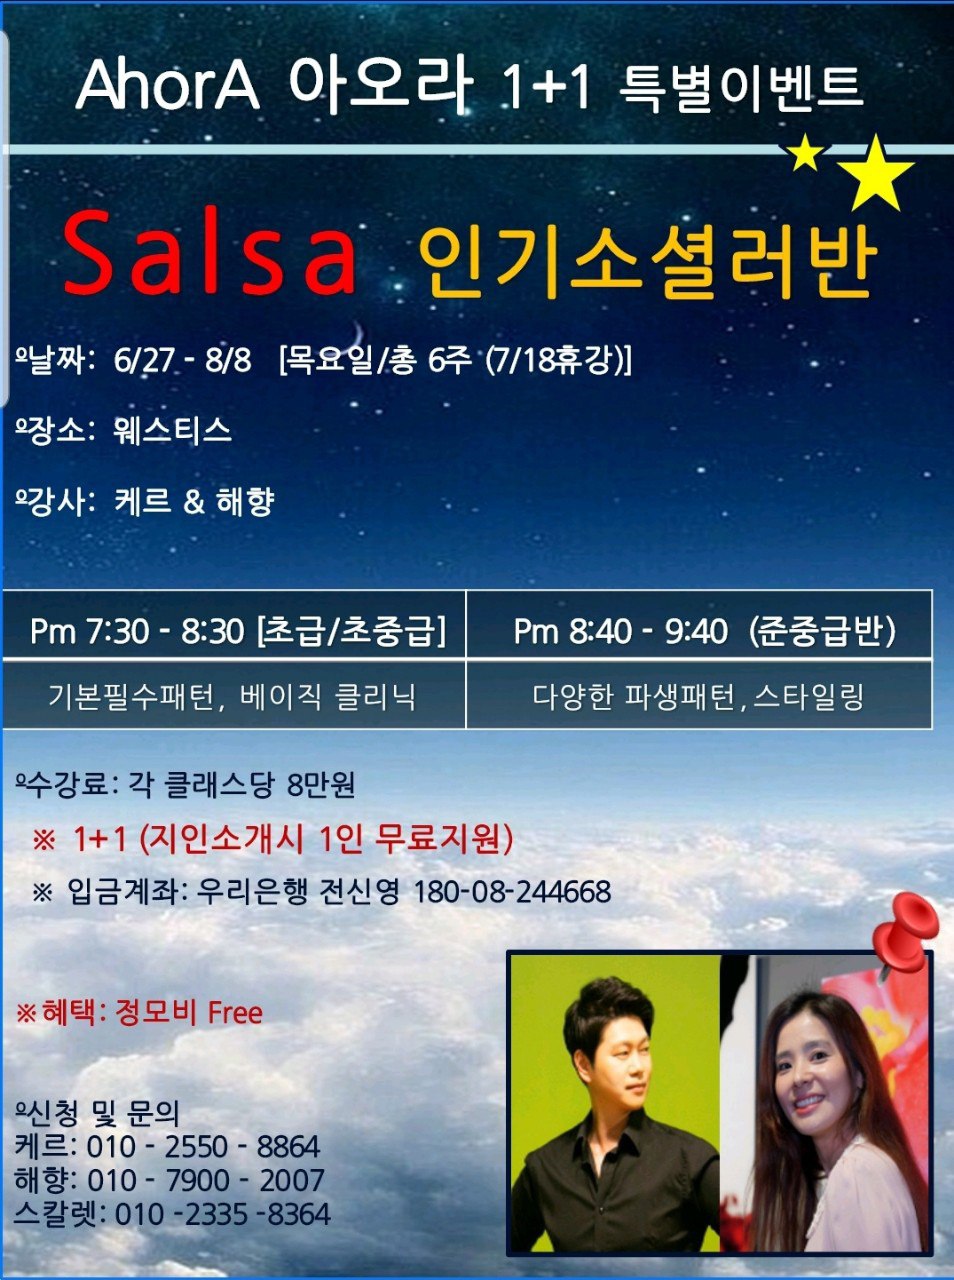 AhorA 아오라 1+1 특별이벤트
Salsa 인기소셜러반
º날짜: 6/27 - 8/8 [목요일/총 6주 (7/18휴강)]
º장소: 웨스티스
º강사: 케르 & 해향
Pm 7:30 - 8:30 [초급/초중급]
Pm 8:40 - 9:40 (준중급반)
기본필수패턴, 베이직 클리닉
다양한 파생패턴,스타일링
º수강료: 각 클래스당 8만원
※ 1+1 (지인소개시 1인 무료지원)
※ 입금계좌: 우리은행 전신영 180-08-244668
※혜택: 정모비 Free
º신청 및 문의
케르: 010 - 2550 - 8864
해향: 010 - 7900 - 2007
스칼렛: 010 -2335 -8364